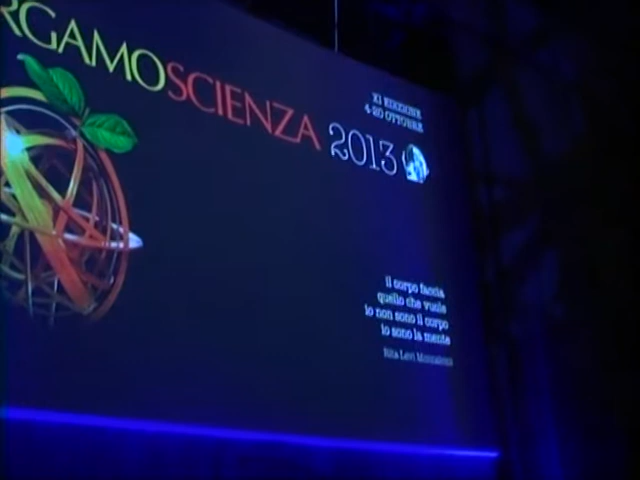 RGAMOSCIENZA 2013
XI EDIZIONE
4-20 OTTOBRE
il corpo faccia
quello che vuole
io non sono il corpo
io sono la mente
Rita Levi Montalcini